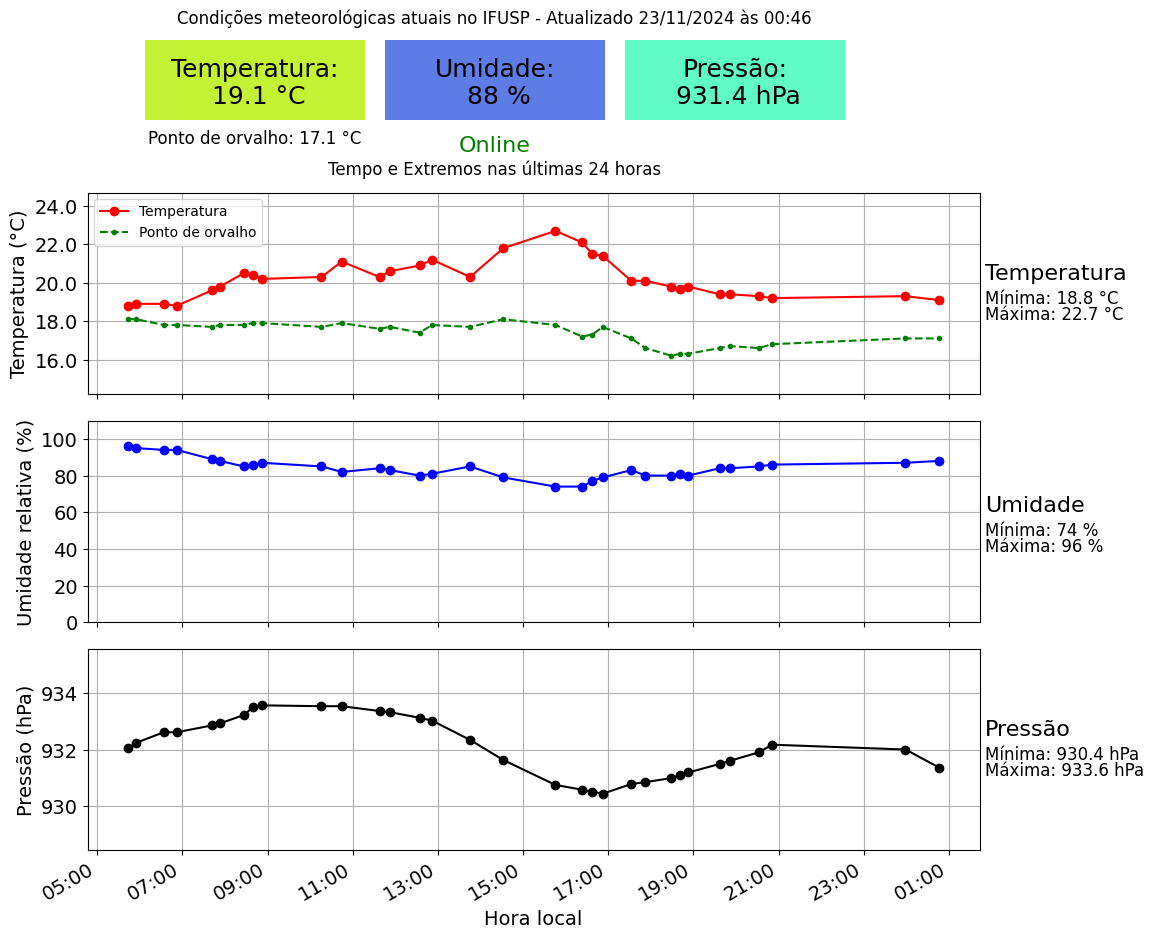 Condições meteorológicas atuais no IFUSP - Atualizado 23/11/2024 às 00:46
Temperatura:
19.1 °C
Umidade:
88 %
Pressão:
931.4 hPa
Ponto de orvalho: 17.1 °C
Online
Tempo e Extremos nas últimas 24 horas
Temperatura (°C)
24.0
22.0
20.0
18.0
16.0
Temperatura
Ponto de orvalho
Temperatura
Mínima: 18.8 °C
Máxima: 22.7 °C
Umidade relativa (%)
100
80
60
40
20
0
Umidade
Mínima: 74 %
Máxima: 96 %
Pressão (hPa)
934
932
930
Pressão
Mínima: 930.4 hPa
Máxima: 933.6 hPa
05:00 07:00 09:00 11:00 13:00 15:00 17:00 19:00 21:00 23:00 01:00
Hora local